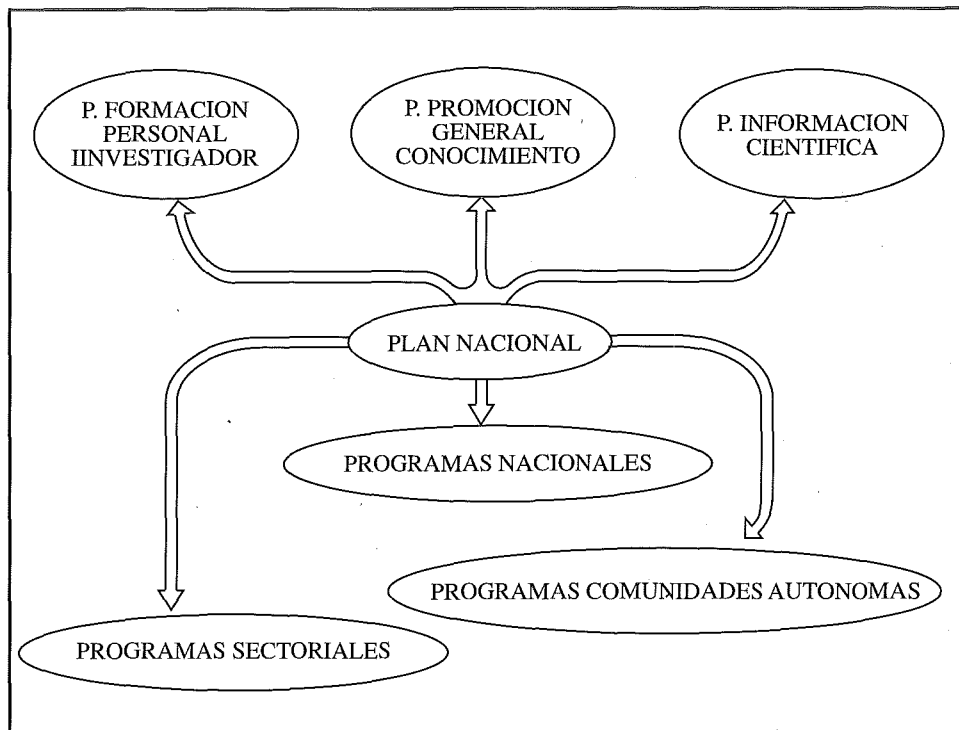 P. FORMACION
PERSONAL
IINVESTIGADOR
P. PROMOCION
GENERAL
CONOCIMIENTO
P. INFORMACION
CIENTIFICA
PLAN NACIONAL
PROGRAMAS NACIONALES
PROGRAMAS COMUNIDADES AUTONOMAS
PROGRAMAS SECTORIALES